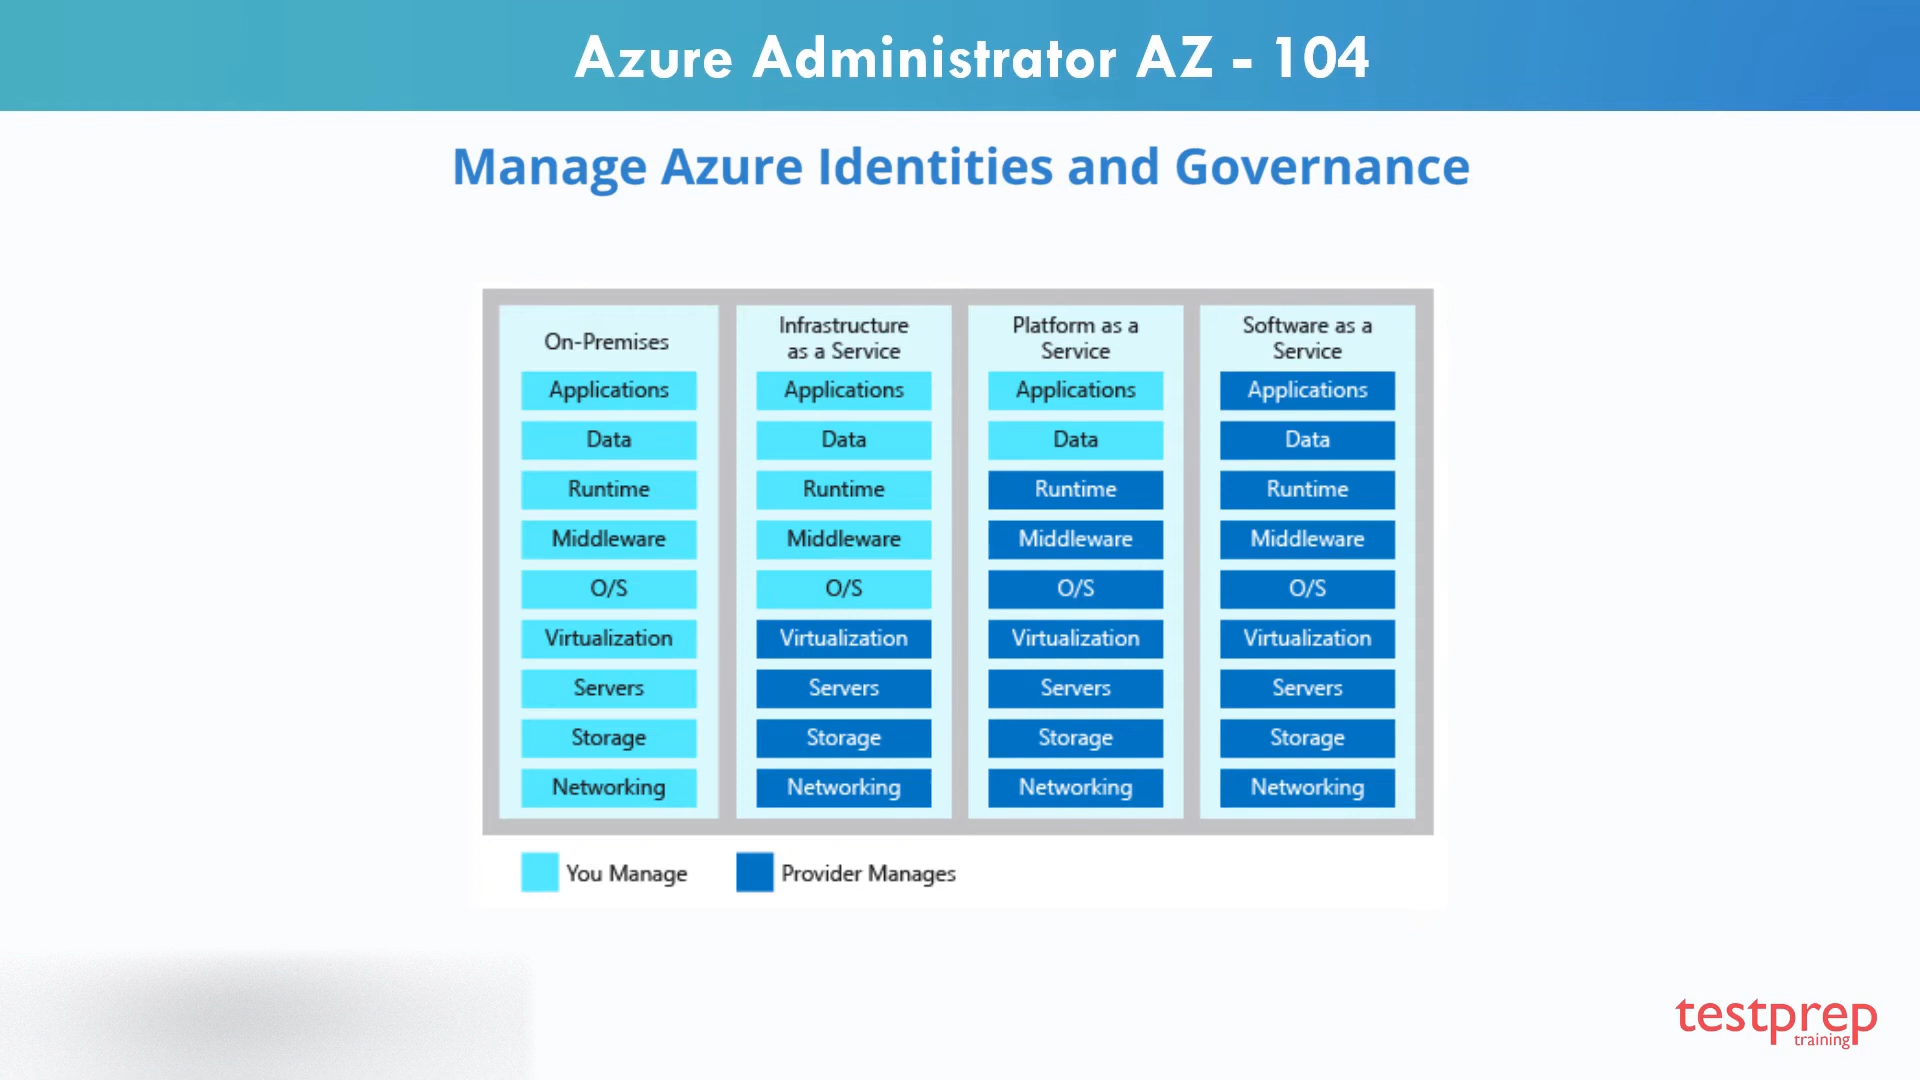 Azure Administrator AZ - 104
Manage Azure Identities and Governance
On-Premises
Applications
Data
Runtime
Middleware
O/S
Virtualization
Servers
Storage
Networking
Infrastructure
as a Service
Applications
Data
Runtime
Middleware
O/S
Virtualization
Servers
Storage
Networking
Platform as a
Service
Applications
Data
Runtime
Middleware
O/S
Virtualization
Servers
Storage
Networking
Software as a
Service
Applications
Data
Runtime
Middleware
O/S
Virtualization
Servers
Storage
Networking
You Manage
Provider Manages
testprep
training